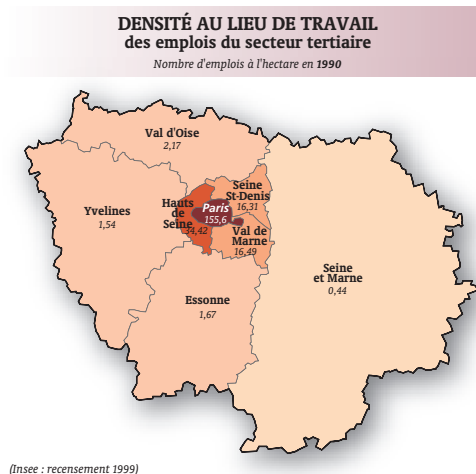 DENSITÉ AU LIEU DE TRAVAIL
des emplois du secteur tertiaire
Nombre d'emplois à l'hectare en 1990
Val d'Oise
2,17
Yvelines
1,54
Hauts
de
Seine
34,42
Paris
155,6
Seine
St-Denis
16,31
Val de
Marne
16,49
Seine
et Marne
0,44
Essonne
1,67
(Insee : recensement 1999)